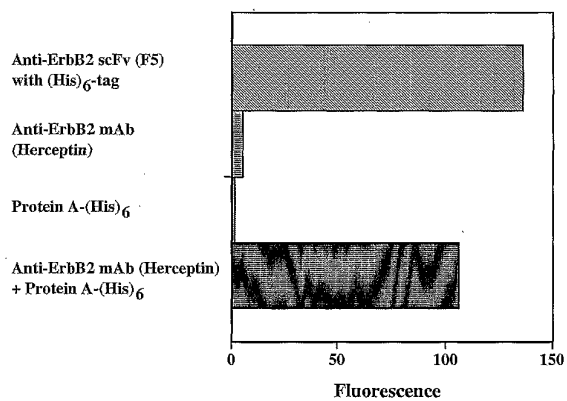 Anti-ErbB2 scFv (F5)
with (His)6-tag
Anti-ErbB2 mAb
(Herceptin)
Protein A-(His)6
Anti-ErbB2 mAb (Herceptin)
+ Protein A-(His)6
0 50 100 150
Fluorescence